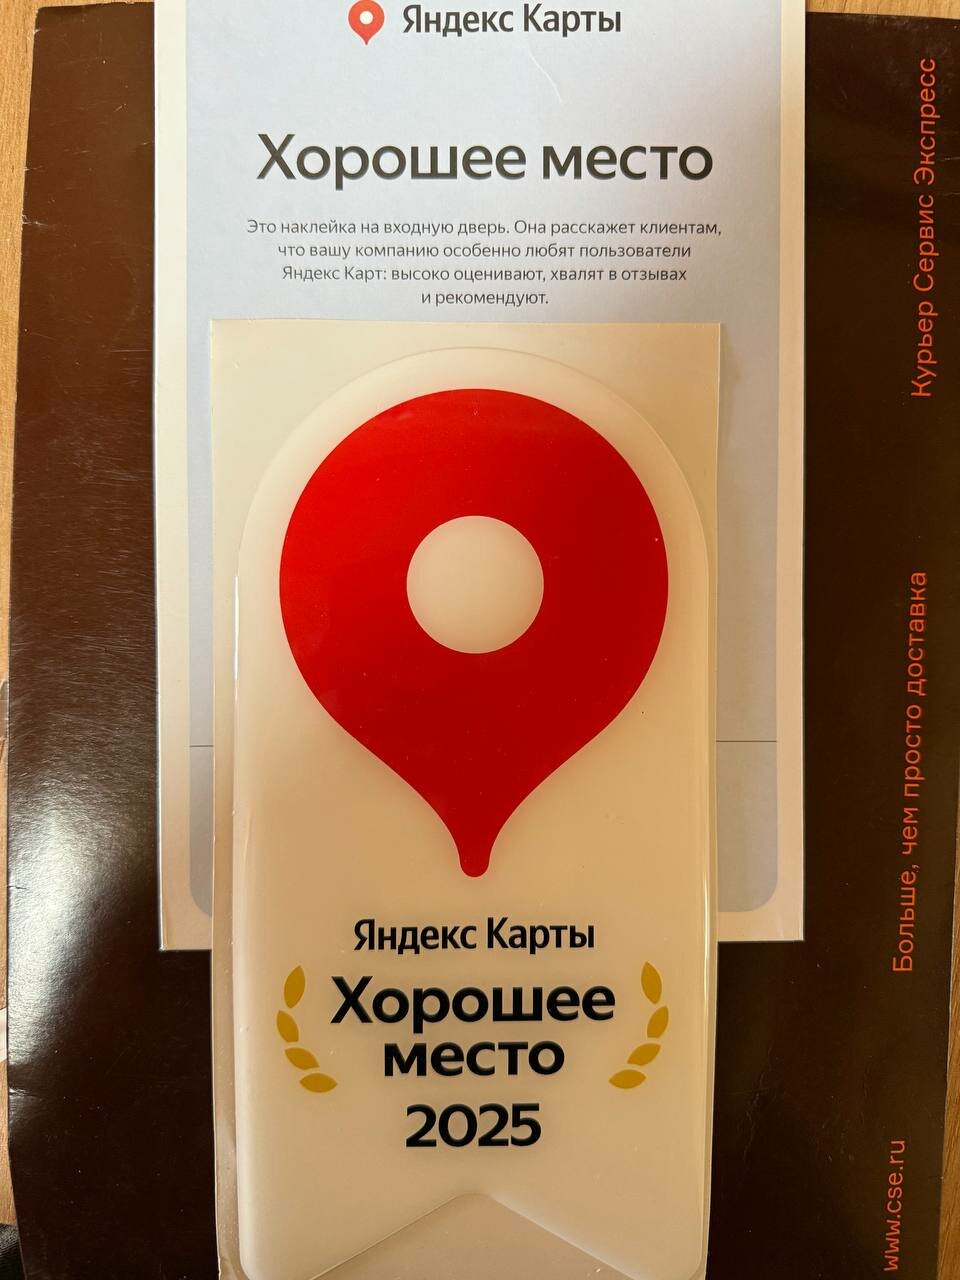 Яндекс Карты
Хорошее место
Это наклейка на входную дверь. Она расскажет клиентам,
что вашу компанию особенно любят пользователи
Яндекс Карт: высоко оценивают, хвалят в отзывах
и рекомендуют.
Яндекс Карты
Хорошее
место
2025
Курьер Сервис Экспресс
Больше, чем просто доставка
www.cse.ru